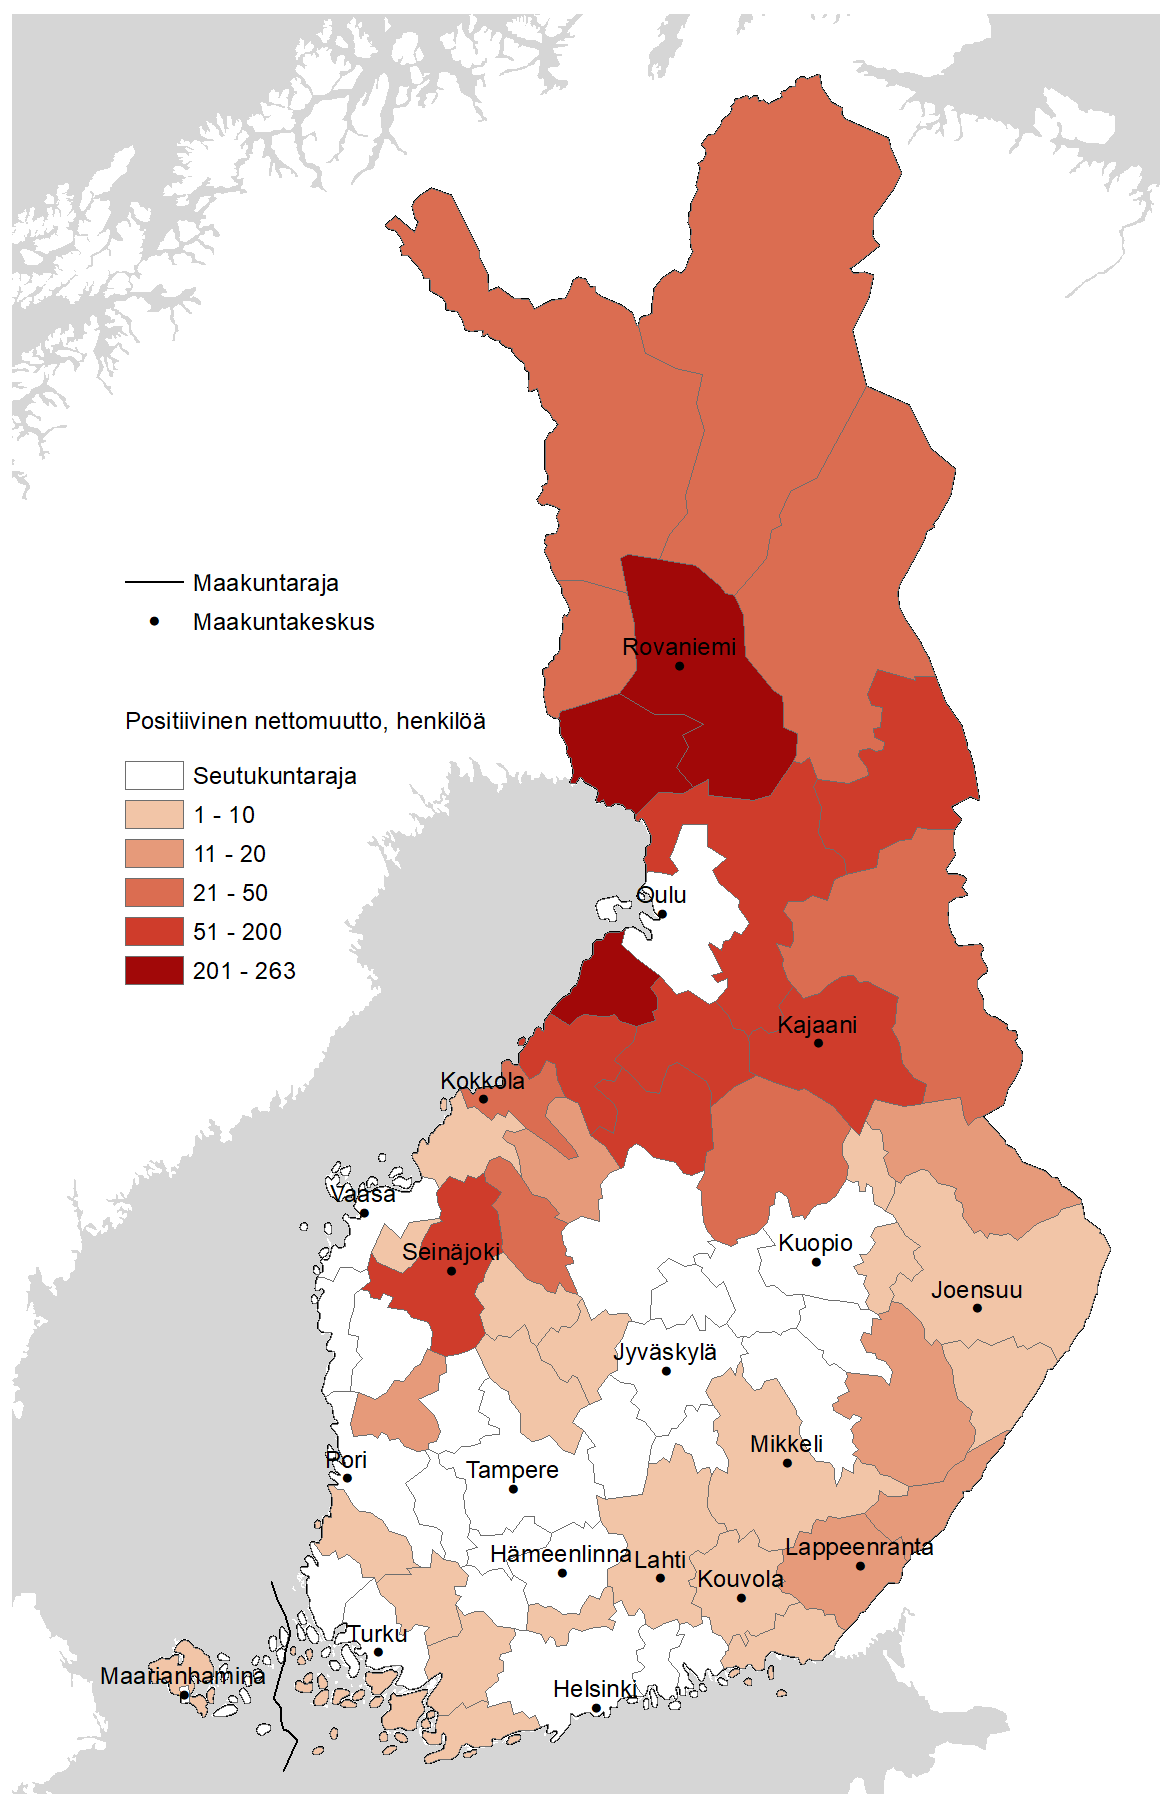 Maakuntaraja
Maakuntakeskus
Rovaniemi
Positiivinen nettomuutto, henkilöä
Seutukuntaraja
1 - 10
11 - 20
21 - 50
51 - 200
201 - 263
Oulu
Kajaani
Kokkola
Vaasa
Kuopio
Seinäjoki
Joensuu
Jyväskylä
Mikkeli
Pori
Tampere
Hämeenlinna
Lahti
Lappeenranta
Kouvola
Turku
Maarianhamina
Helsinki